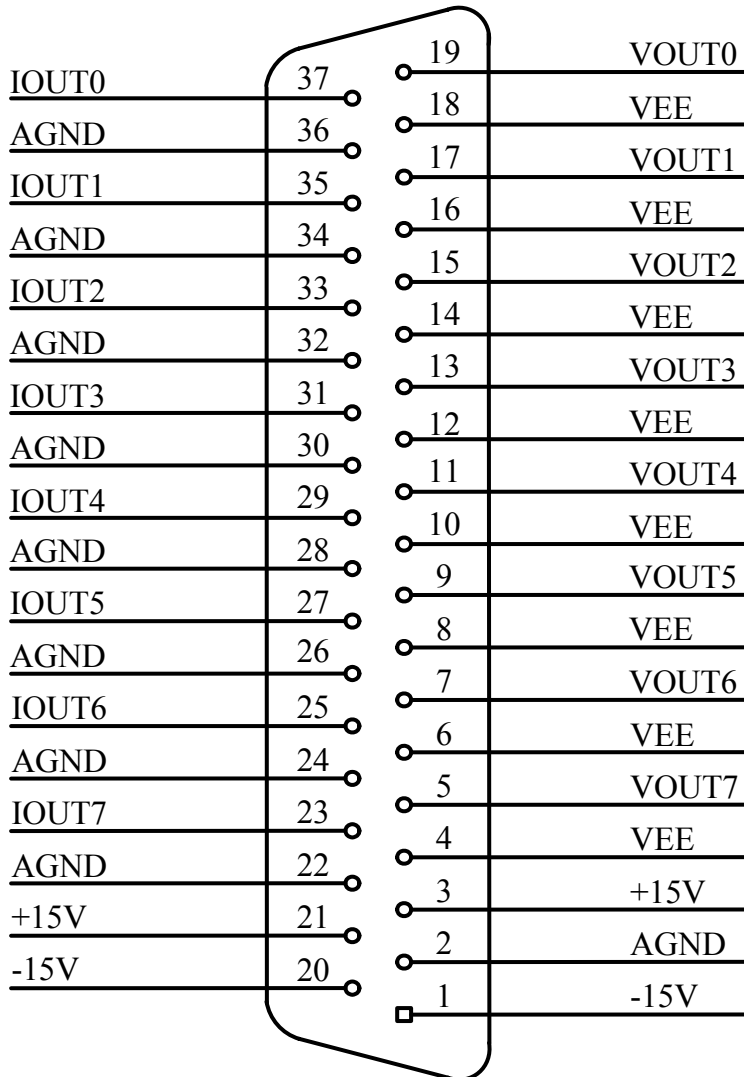 19 VOUT0
IOUT0 37
18 VEE
AGND 36
17 VOUT1
IOUT1 35
16 VEE
AGND 34
15 VOUT2
IOUT2 33
14 VEE
AGND 32
13 VOUT3
IOUT3 31
12 VEE
AGND 30
11 VOUT4
IOUT4 29
10 VEE
AGND 28
9 VOUT5
IOUT5 27
8 VEE
AGND 26
7 VOUT6
IOUT6 25
6 VEE
AGND 24
5 VOUT7
IOUT7 23
4 VEE
AGND 22
3 +15V
+15V 21
2 AGND
-15V 20
1 -15V